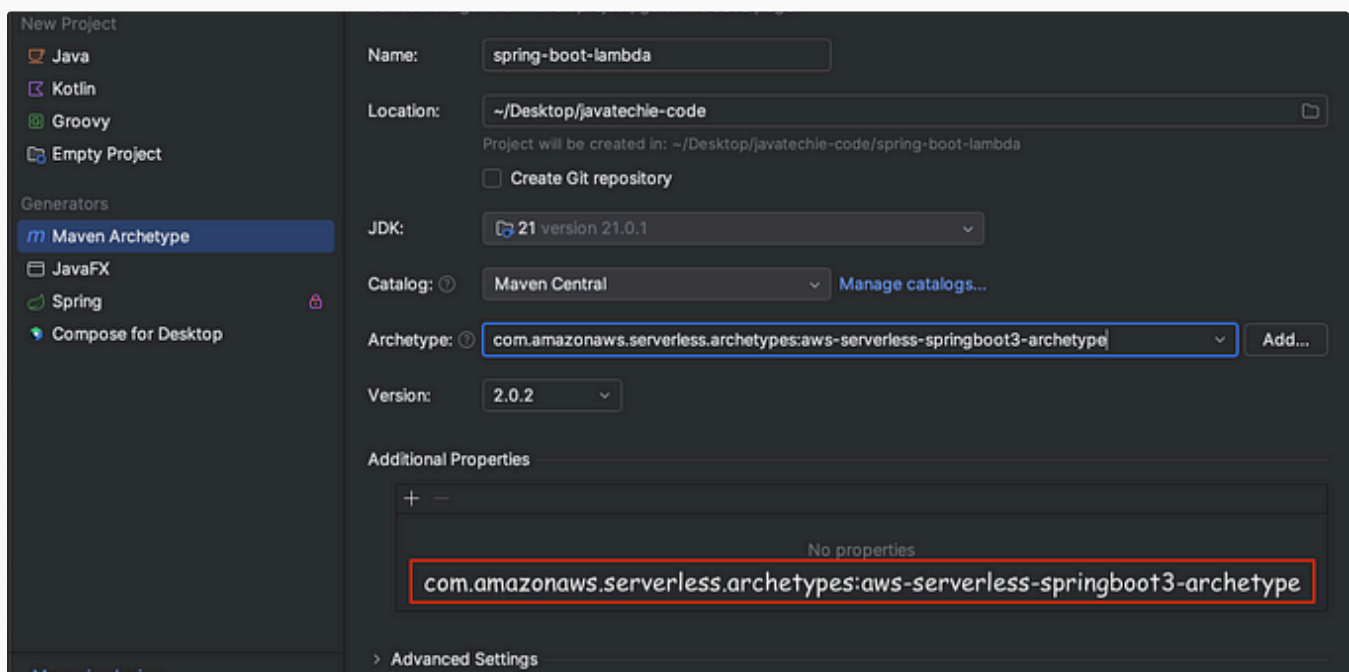 New Project
Java
Kotlin
Groovy
Empty Project
Generators
Maven Archetype
JavaFX
Spring
Compose for Desktop
Name: spring-boot-lambda
Location: ~/Desktop/javatechie-code
Project will be created in: ~/Desktop/javatechie-code/spring-boot-lambda
Create Git repository
JDK: 21 version 21.0.1
Catalog: ? Maven Central Manage catalogs...
Archetype: ? com.amazonaws.serverless.archetypes:aws-serverless-springboot3-archetype Add...
Version: 2.0.2
Additional Properties
No properties
com.amazonaws.serverless.archetypes:aws-serverless-springboot3-archetype
Advanced Settings